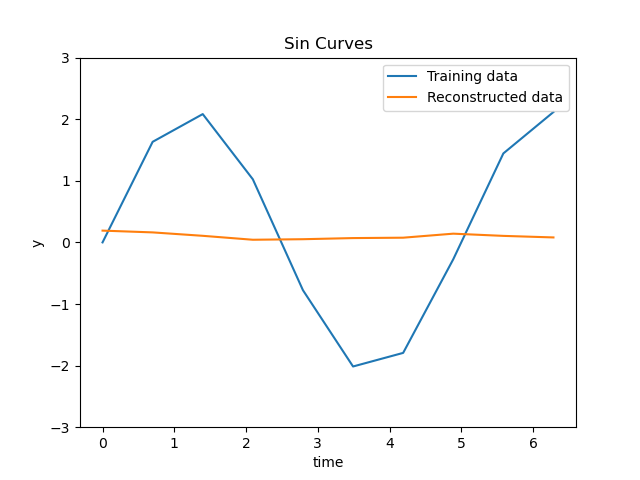 Sin Curves
Training data
Reconstructed data
3
2
1
0
−1
−2
−3
y
0 1 2 3 4 5 6
time